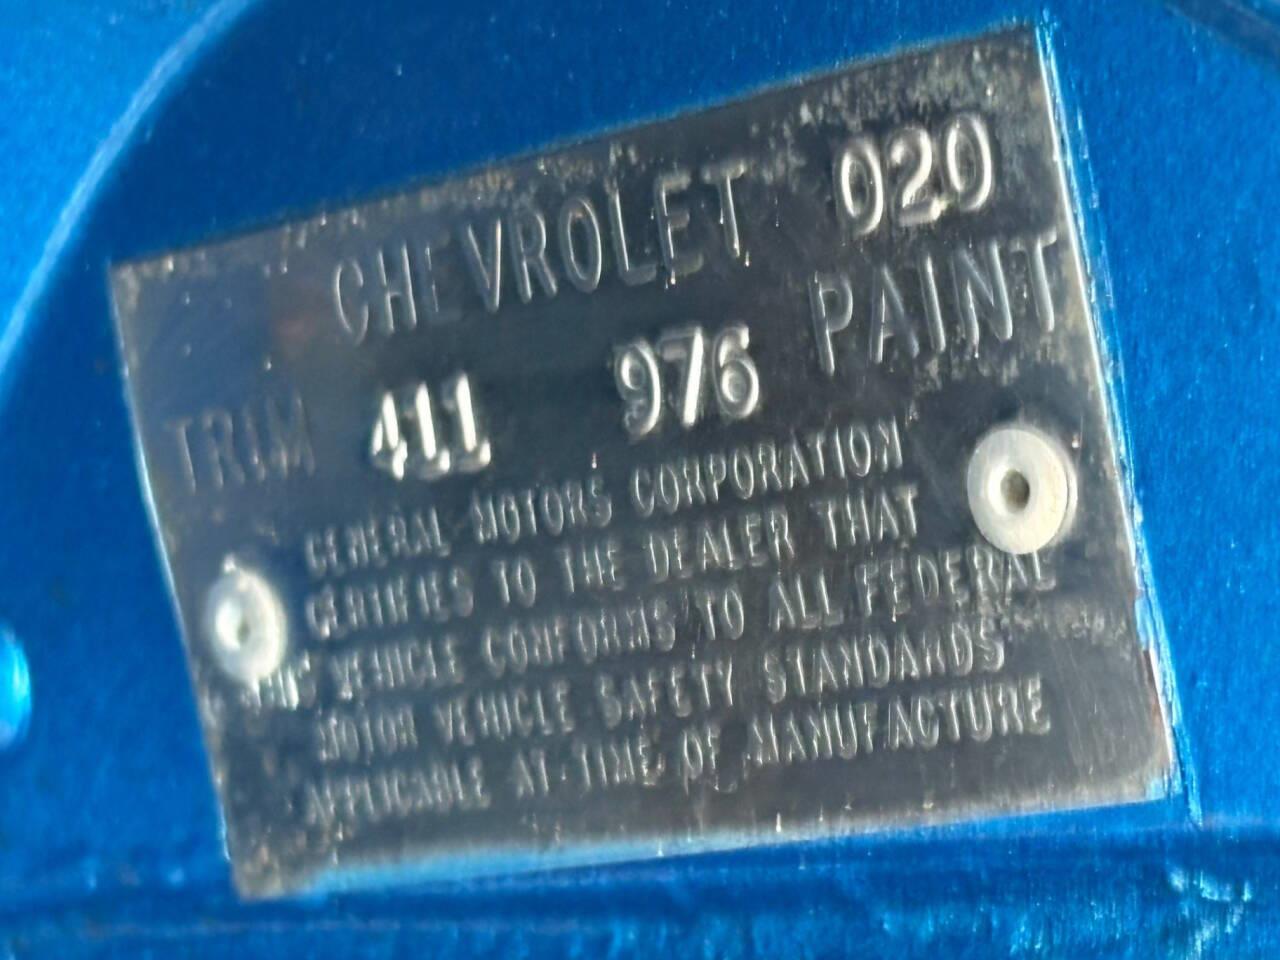 CHEVROLET 020
TRIM 411 976 PAINT
GENERAL MOTORS CORPORATION
CERTIFIES TO THE DEALER THAT
THIS VEHICLE CONFORMS TO ALL FEDERAL
MOTOR VEHICLE SAFETY STANDARDS
APPLICABLE AT TIME OF MANUFACTURE